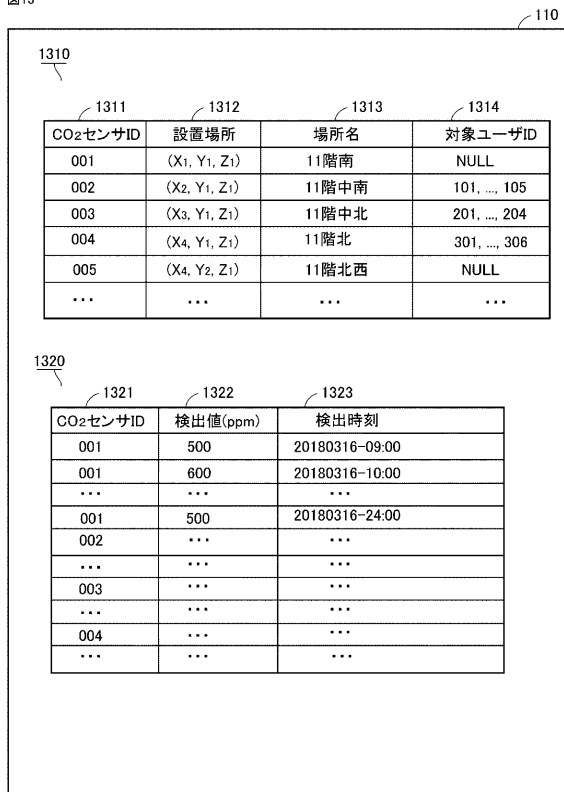 図13
110
1310
1311 1312 1313 1314
CO2センサID 設置場所 場所名 対象ユーザID
001 (X1, Y1, Z1) 11階南 NULL
002 (X2, Y1, Z1) 11階中南 101, ..., 105
003 (X3, Y1, Z1) 11階中北 201, ..., 204
004 (X4, Y1, Z1) 11階北 301, ..., 306
005 (X4, Y2, Z1) 11階北西 NULL
... ... ... ...
1320
1321 1322 1323
CO2センサID 検出値(ppm) 検出時刻
001 500 20180316-09:00
001 600 20180316-10:00
... ... ...
001 500 20180316-24:00
002 ... ...
... ... ...
003 ... ...
... ... ...
004 ... ...
... ... ...